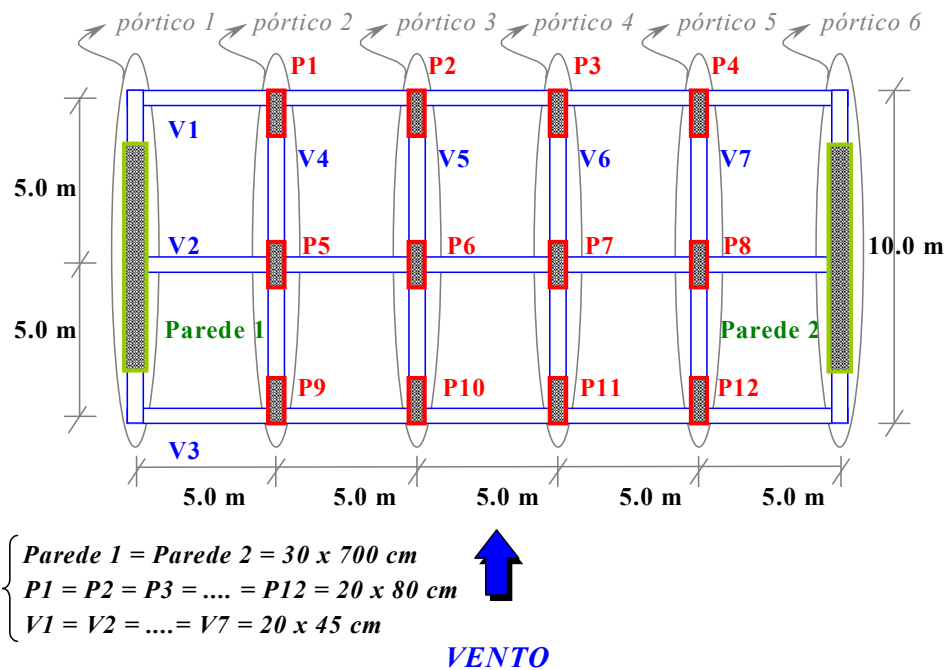 pórtico 1
pórtico 2
pórtico 3
pórtico 4
pórtico 5
pórtico 6
P1
P2
P3
P4
V1
V4
V5
V6
V7
5.0 m
V2
P5
P6
P7
P8
10.0 m
5.0 m
Parede 1
Parede 2
P9
P10
P11
P12
V3
5.0 m
5.0 m
5.0 m
5.0 m
5.0 m
Parede 1 = Parede 2 = 30 x 700 cm
P1 = P2 = P3 = .... = P12 = 20 x 80 cm
V1 = V2 = ....= V7 = 20 x 45 cm
VENTO